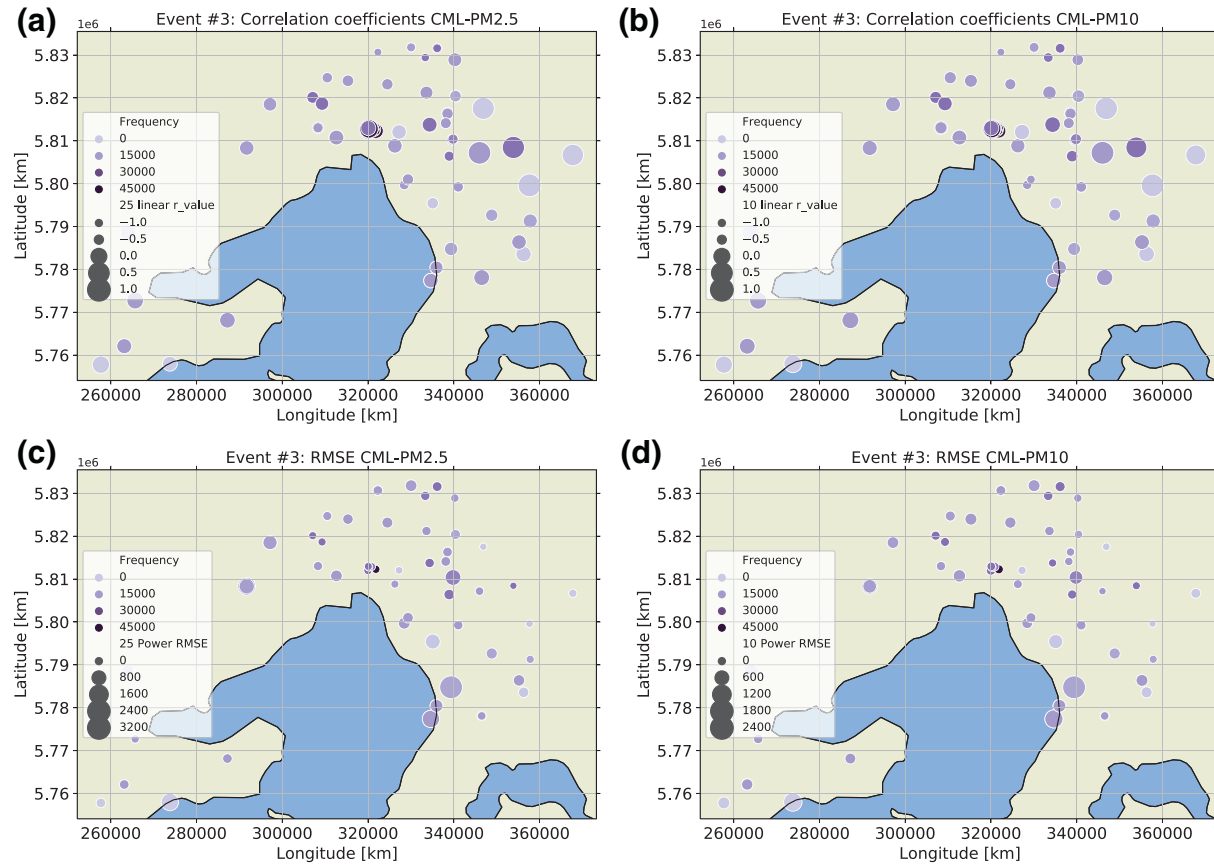 (a)
Event #3: Correlation coefficients CML-PM2.5
1e6
5.83
5.82
5.81
5.80
5.79
5.78
5.77
5.76
Latitude [km]
Frequency
0
15000
30000
45000
25 linear r_value
−1.0
−0.5
0.0
0.5
1.0
260000 280000 300000 320000 340000 360000
Longitude [km]
(b)
Event #3: Correlation coefficients CML-PM10
1e6
5.83
5.82
5.81
5.80
5.79
5.78
5.77
5.76
Latitude [km]
Frequency
0
15000
30000
45000
10 linear r_value
−1.0
−0.5
0.0
0.5
1.0
260000 280000 300000 320000 340000 360000
Longitude [km]
(c)
Event #3: RMSE CML-PM2.5
1e6
5.83
5.82
5.81
5.80
5.79
5.78
5.77
5.76
Latitude [km]
Frequency
0
15000
30000
45000
25 Power RMSE
0
800
1600
2400
3200
260000 280000 300000 320000 340000 360000
Longitude [km]
(d)
Event #3: RMSE CML-PM10
1e6
5.83
5.82
5.81
5.80
5.79
5.78
5.77
5.76
Latitude [km]
Frequency
0
15000
30000
45000
10 Power RMSE
0
600
1200
1800
2400
260000 280000 300000 320000 340000 360000
Longitude [km]